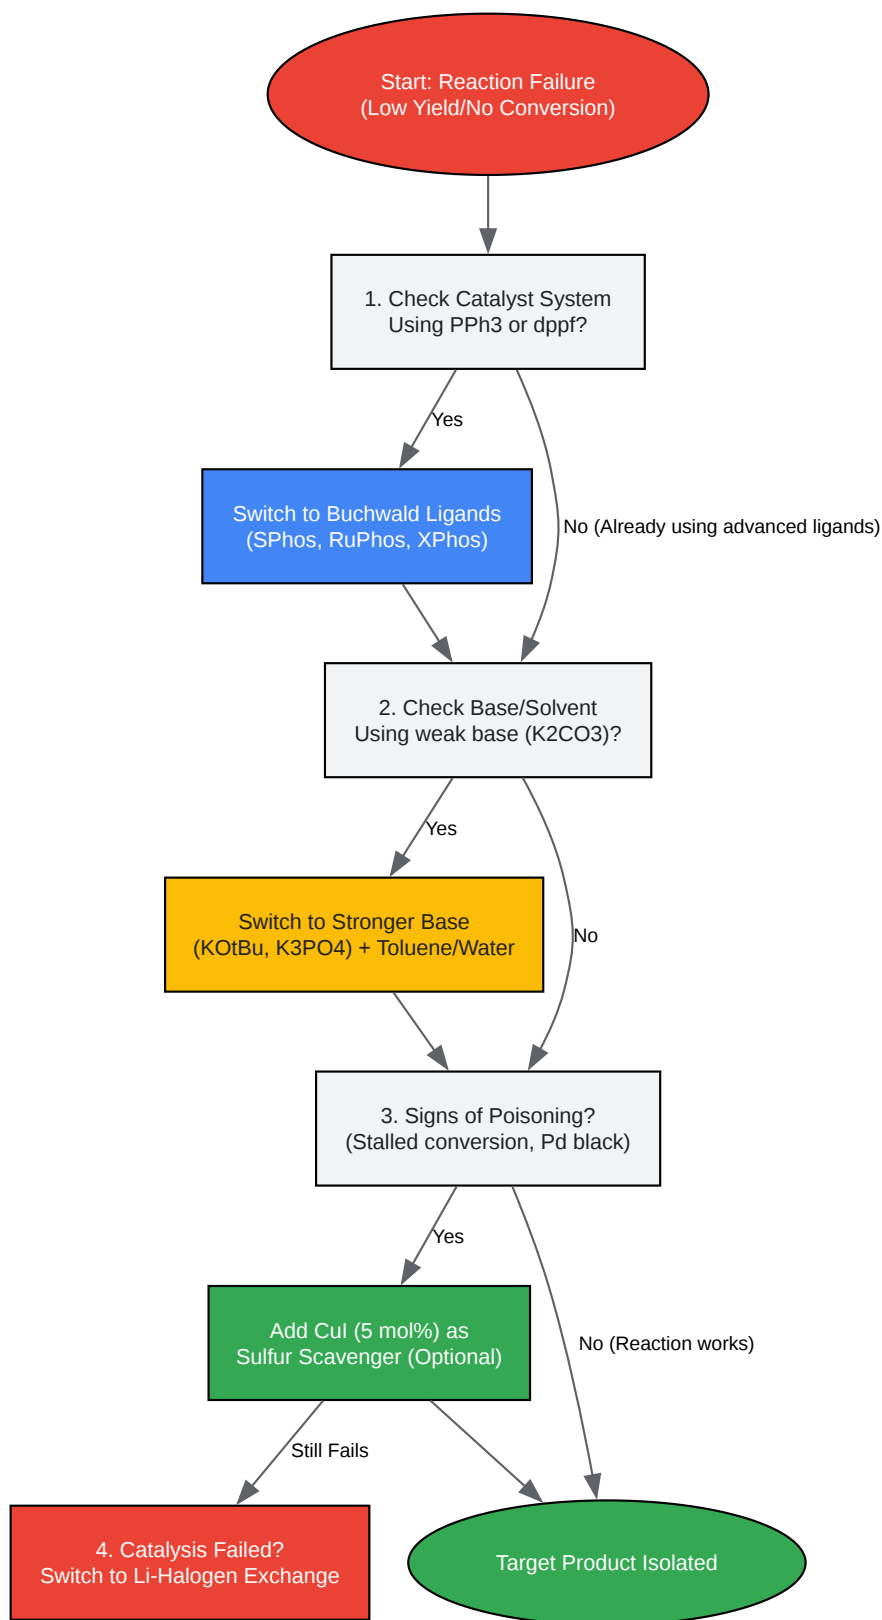 Start: Reaction Failure
(Low Yield/No Conversion)
1. Check Catalyst System
Using PPh3 or dppf?
Yes
Switch to Buchwald Ligands
(SPhos, RuPhos, XPhos)
No (Already using advanced ligands)
2. Check Base/Solvent
Using weak base (K2CO3)?
Yes
Switch to Stronger Base
(KOtBu, K3PO4) + Toluene/Water
No
3. Signs of Poisoning?
(Stalled conversion, Pd black)
Yes
Add CuI (5 mol%) as
Sulfur Scavenger (Optional)
No (Reaction works)
Still Fails
4. Catalysis Failed?
Switch to Li-Halogen Exchange
Target Product Isolated